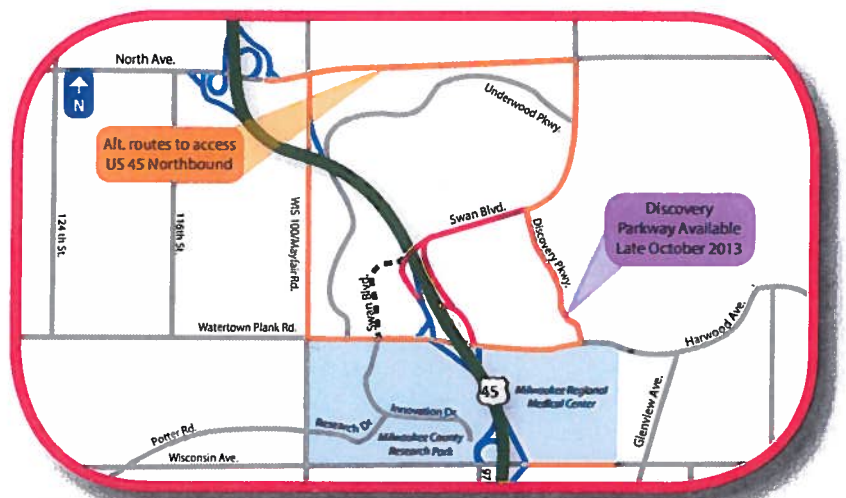 North Ave.
N
Underwood Pkwy.
Alt. routes to access
US 45 Northbound
124th St.
116th St.
WIS 100/Mayfair Rd.
Swan Blvd.
Discovery Pkwy.
Discovery
Parkway Available
Late October 2013
Swan Blvd.
Watertown Plank Rd.
Harwood Ave.
45
Milwaukee Regional
Medical Center
Glenview Ave.
Innovation Dr.
Research Dr.
Potter Rd.
Milwaukee County
Research Park
Wisconsin Ave.
97